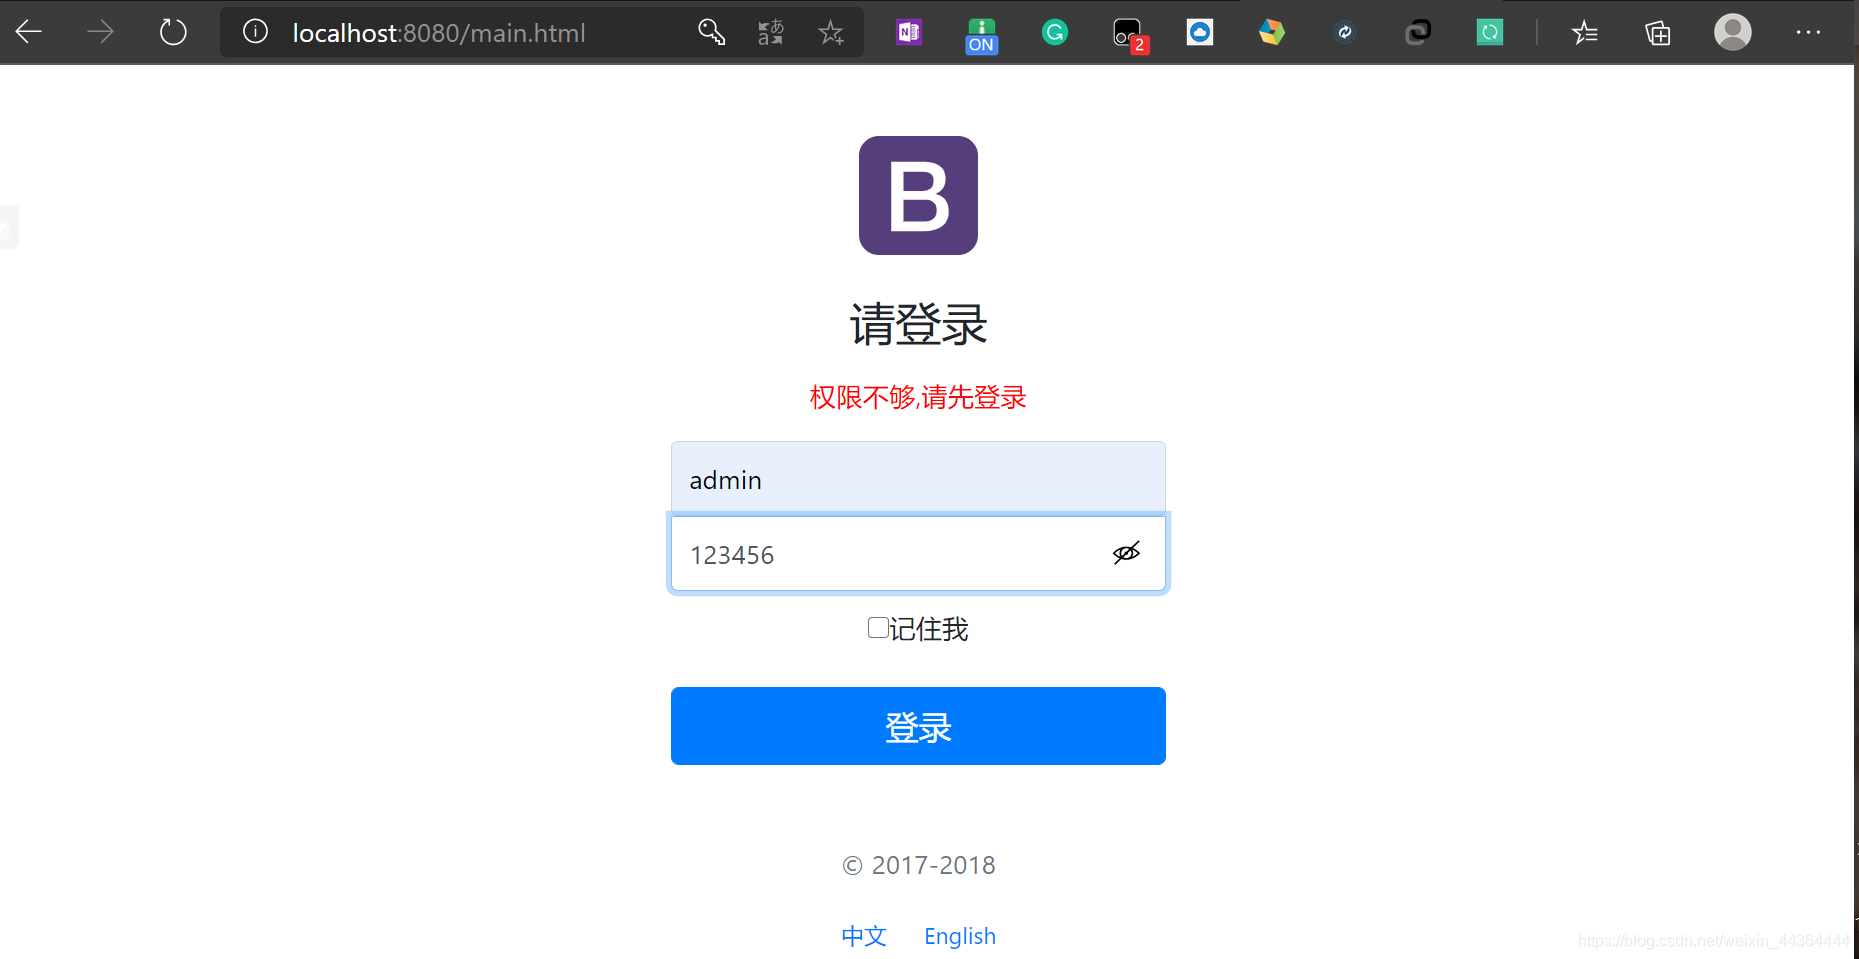 localhost:8080/main.html
ON
2
B
请登录
权限不够,请先登录
admin
123456
记住我
登录
© 2017-2018
中文 English
https://blog.csdn.net/weixin_44364444